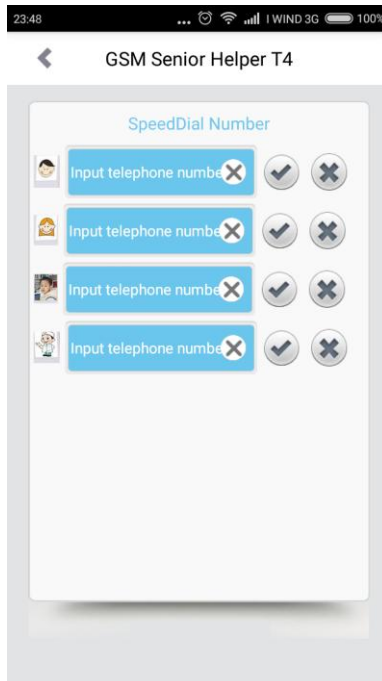 23:48 ... I WIND 3G 100%
GSM Senior Helper T4
SpeedDial Number
Input telephone numbe
Input telephone numbe
Input telephone numbe
Input telephone numbe